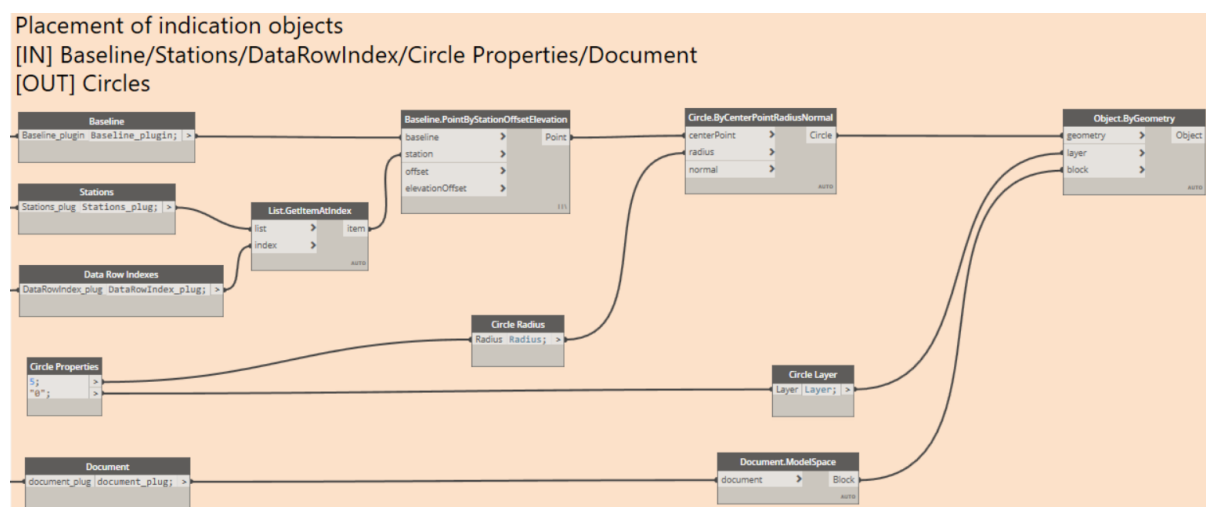 Placement of indication objects
[IN] Baseline/Stations/DataRowIndex/Circle Properties/Document
[OUT] Circles
Baseline
Baseline_plugin Baseline_plugin; >
Baseline.PointByStationOffsetElevation
baseline > Point
station >
offset >
elevationOffset >
Circle.ByCenterPointRadiusNormal
centerPoint > Circle
radius >
normal >
AUTO
Object.ByGeometry
geometry > Object
layer >
block >
AUTO
Stations
Stations_plug Stations_plug; >
List.GetItemAtIndex
list > item
index >
AUTO
Data Row Indexes
DataRowIndex_plug DataRowIndex_plug; >
Circle Radius
Radius Radius; >
Circle Properties
5; >
"0"; >
Circle Layer
Layer Layer; >
Document
document_plug document_plug; >
Document.ModelSpace
document > Block
AUTO